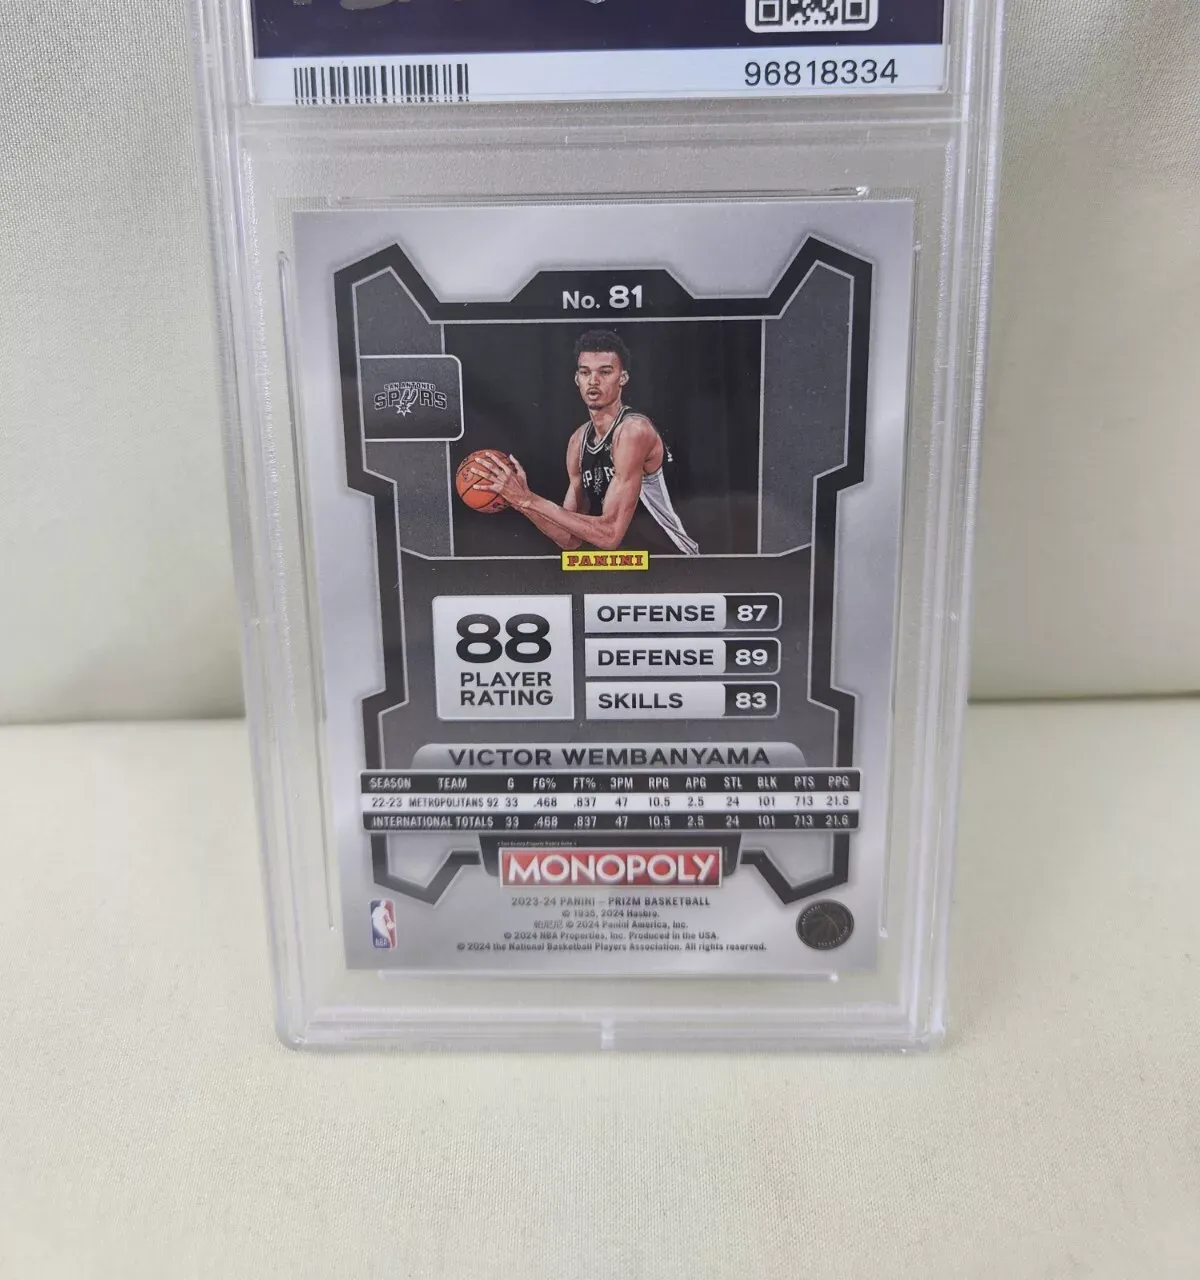 96818334
No. 81
SAN ANTONIO
SPURS
SPURS
PANINI
88
PLAYER
RATING
OFFENSE 87
DEFENSE 89
SKILLS 83
VICTOR WEMBANYAMA
SEASON TEAM G FG% FT% 3PM RPG APG STL BLK PTS PPG
22-23 METROPOLITANS 92 33 .468 .837 47 10.5 2.5 24 101 713 21.6
INTERNATIONAL TOTALS 33 .468 .837 47 10.5 2.5 24 101 713 21.6
MONOPOLY
2023-24 PANINI – PRIZM BASKETBALL
© 1935, 2024 Hasbro.
帕尼尼 © 2024 Panini America, Inc.
© 2024 NBA Properties, Inc. Produced in the USA.
© 2024 the National Basketball Players Association. All rights reserved.
NBA